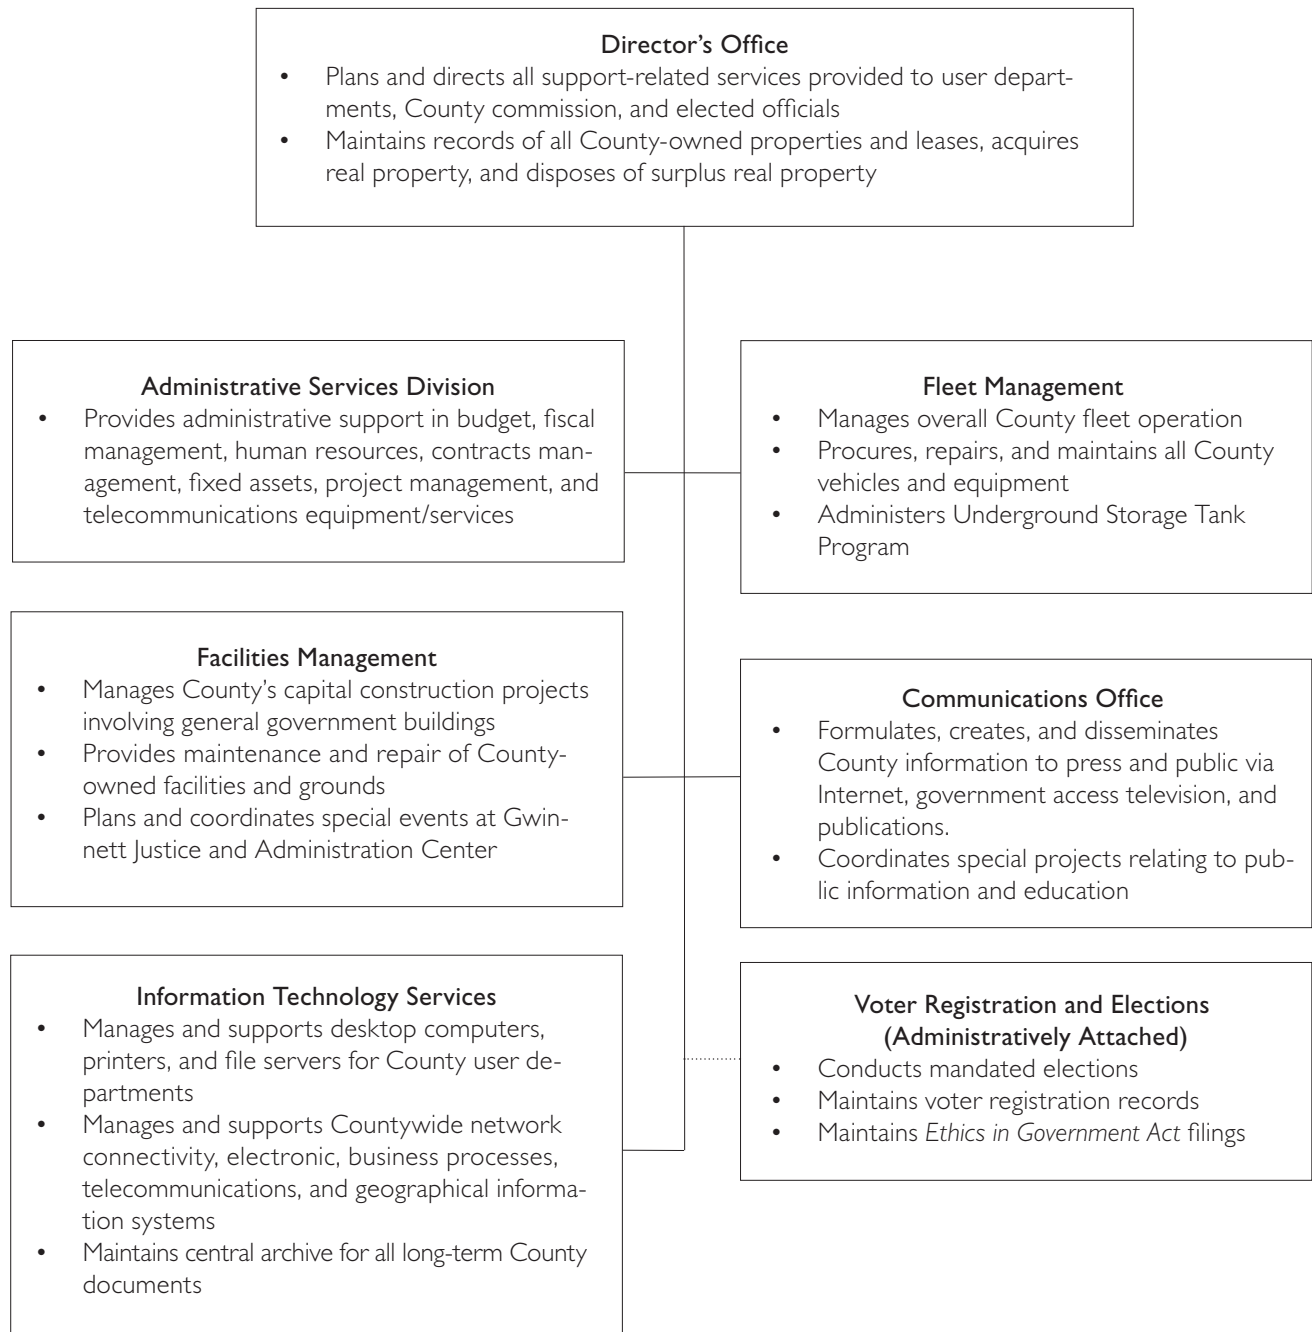 Director’s Office
• Plans and directs all support-related services provided to user depart-
ments, County commission, and elected officials
• Maintains records of all County-owned properties and leases, acquires
real property, and disposes of surplus real property
Administrative Services Division
• Provides administrative support in budget, fiscal
management, human resources, contracts man-
agement, fixed assets, project management, and
telecommunications equipment/services
Fleet Management
• Manages overall County fleet operation
• Procures, repairs, and maintains all County
vehicles and equipment
• Administers Underground Storage Tank
Program
Facilities Management
• Manages County’s capital construction projects
involving general government buildings
• Provides maintenance and repair of County-
owned facilities and grounds
• Plans and coordinates special events at Gwin-
nett Justice and Administration Center
Communications Office
• Formulates, creates, and disseminates
County information to press and public via
Internet, government access television, and
publications.
• Coordinates special projects relating to pub-
lic information and education
Information Technology Services
• Manages and supports desktop computers,
printers, and file servers for County user de-
partments
• Manages and supports Countywide network
connectivity, electronic, business processes,
telecommunications, and geographical informa-
tion systems
• Maintains central archive for all long-term County
documents
Voter Registration and Elections
(Administratively Attached)
• Conducts mandated elections
• Maintains voter registration records
• Maintains Ethics in Government Act filings